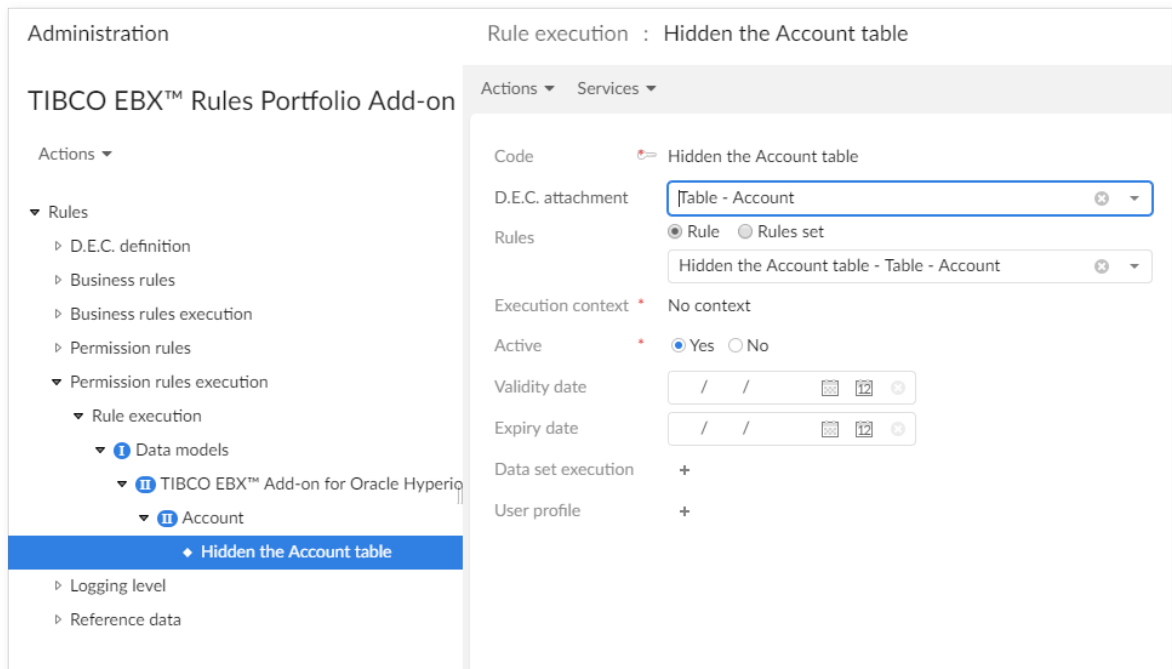 Administration
TIBCO EBX™ Rules Portfolio Add-on
Actions
Rules
D.E.C. definition
Business rules
Business rules execution
Permission rules
Permission rules execution
Rule execution
I Data models
II TIBCO EBX™ Add-on for Oracle Hyperio
II Account
Hidden the Account table
Logging level
Reference data
Rule execution : Hidden the Account table
Actions Services
Code Hidden the Account table
D.E.C. attachment Table - Account
Rules Rule Rules set
Hidden the Account table - Table - Account
Execution context * No context
Active * Yes No
Validity date / / 12
Expiry date / / 12
Data set execution +
User profile +